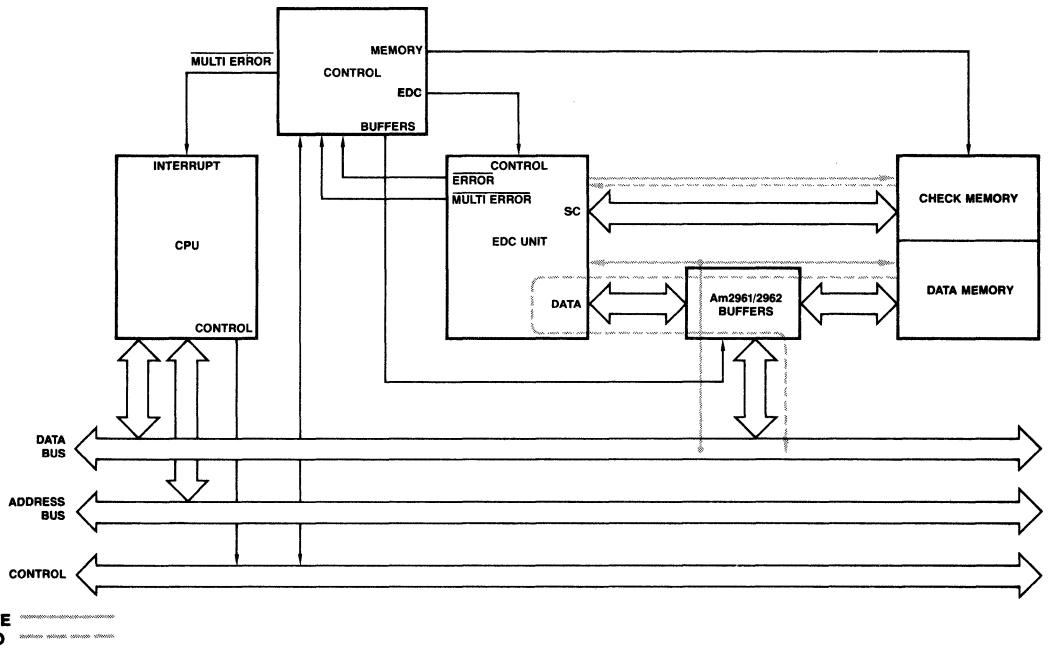 MULTI ERROR
MEMORY
CONTROL
EDC
BUFFERS
INTERRUPT
CPU
CONTROL
CONTROL
ERROR
MULTI ERROR
SC
EDC UNIT
DATA
Am2961/2962
BUFFERS
CHECK MEMORY
DATA MEMORY
DATA
BUS
ADDRESS
BUS
CONTROL